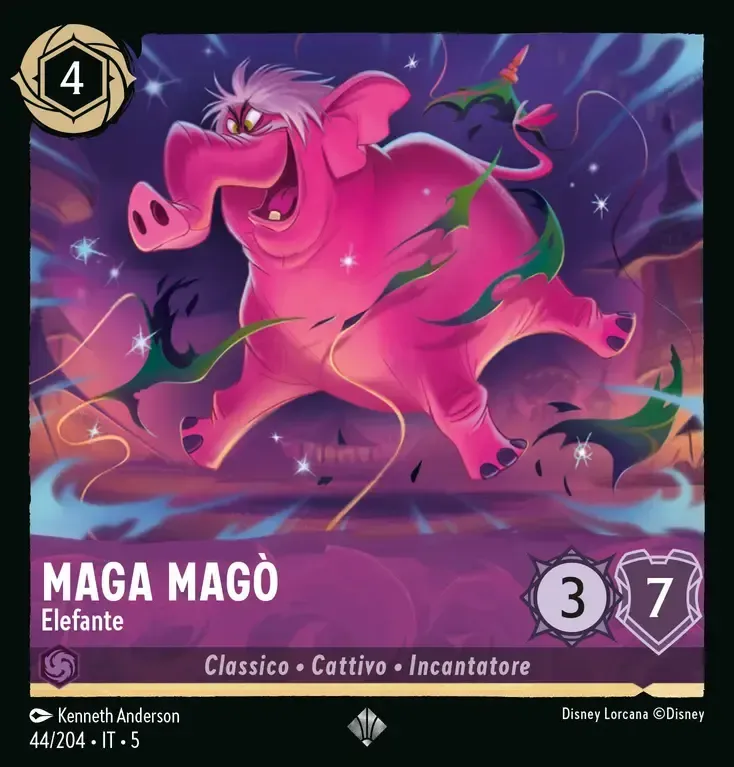 4
MAGA MAGÒ
Elefante
3
7
Classico • Cattivo • Incantatore
Kenneth Anderson
Disney Lorcana ©Disney
44/204 • IT • 5